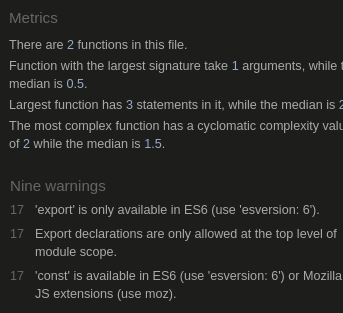 Metrics
There are 2 functions in this file.
Function with the largest signature take 1 arguments, while
median is 0.5.
Largest function has 3 statements in it, while the median is
The most complex function has a cyclomatic complexity
of 2 while the median is 1.5.
Nine warnings
17 'export' is only available in ES6 (use 'esversion: 6').
17 Export declarations are only allowed at the top level of
module scope.
17 'const' is available in ES6 (use 'esversion: 6') or Mozilla
JS extensions (use moz).